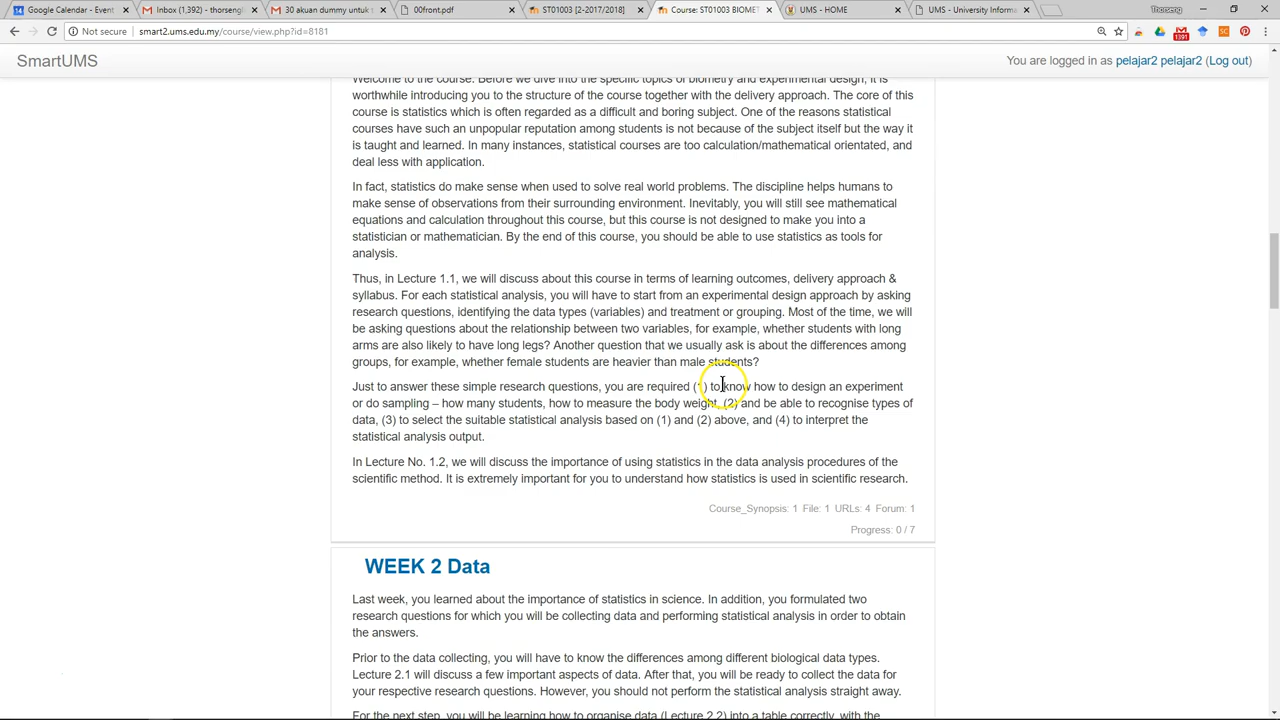 Google Calendar - Event
Inbox (1,392) - thorsengl
30 akuan dummy untuk
00front.pdf
ST01003 [2-2017/2018]
Course: ST01003 BIOMET
UMS - HOME
UMS - University Informa
Thorseng
Not secure
smart2.ums.edu.my/course/view.php?id=8181
1391
SC
SmartUMS
You are logged in as pelajar2 pelajar2 (Log out)
Welcome to the course. Before we dive into the specific topics of biometry and experimental design, it is
worthwhile introducing you to the structure of the course together with the delivery approach. The core of this
course is statistics which is often regarded as a difficult and boring subject. One of the reasons statistical
courses have such an unpopular reputation among students is not because of the subject itself but the way it
is taught and learned. In many instances, statistical courses are too calculation/mathematical orientated, and
deal less with application.
In fact, statistics do make sense when used to solve real world problems. The discipline helps humans to
make sense of observations from their surrounding environment. Inevitably, you will still see mathematical
equations and calculation throughout this course, but this course is not designed to make you into a
statistician or mathematician. By the end of this course, you should be able to use statistics as tools for
analysis.
Thus, in Lecture 1.1, we will discuss about this course in terms of learning outcomes, delivery approach &
syllabus. For each statistical analysis, you will have to start from an experimental design approach by asking
research questions, identifying the data types (variables) and treatment or grouping. Most of the time, we will
be asking questions about the relationship between two variables, for example, whether students with long
arms are also likely to have long legs? Another question that we usually ask is about the differences among
groups, for example, whether female students are heavier than male students?
Just to answer these simple research questions, you are required (1) to know how to design an experiment
or do sampling – how many students, how to measure the body weight, (2) and be able to recognise types of
data, (3) to select the suitable statistical analysis based on (1) and (2) above, and (4) to interpret the
statistical analysis output.
In Lecture No. 1.2, we will discuss the importance of using statistics in the data analysis procedures of the
scientific method. It is extremely important for you to understand how statistics is used in scientific research.
Course_Synopsis: 1 File: 1 URLs: 4 Forum: 1
Progress: 0 / 7
WEEK 2 Data
Last week, you learned about the importance of statistics in science. In addition, you formulated two
research questions for which you will be collecting data and performing statistical analysis in order to obtain
the answers.
Prior to the data collecting, you will have to know the differences among different biological data types.
Lecture 2.1 will discuss a few important aspects of data. After that, you will be ready to collect the data for
your respective research questions. However, you should not perform the statistical analysis straight away.
For the next step, you will be learning how to organise data (Lecture 2.2) into a table correctly, with the